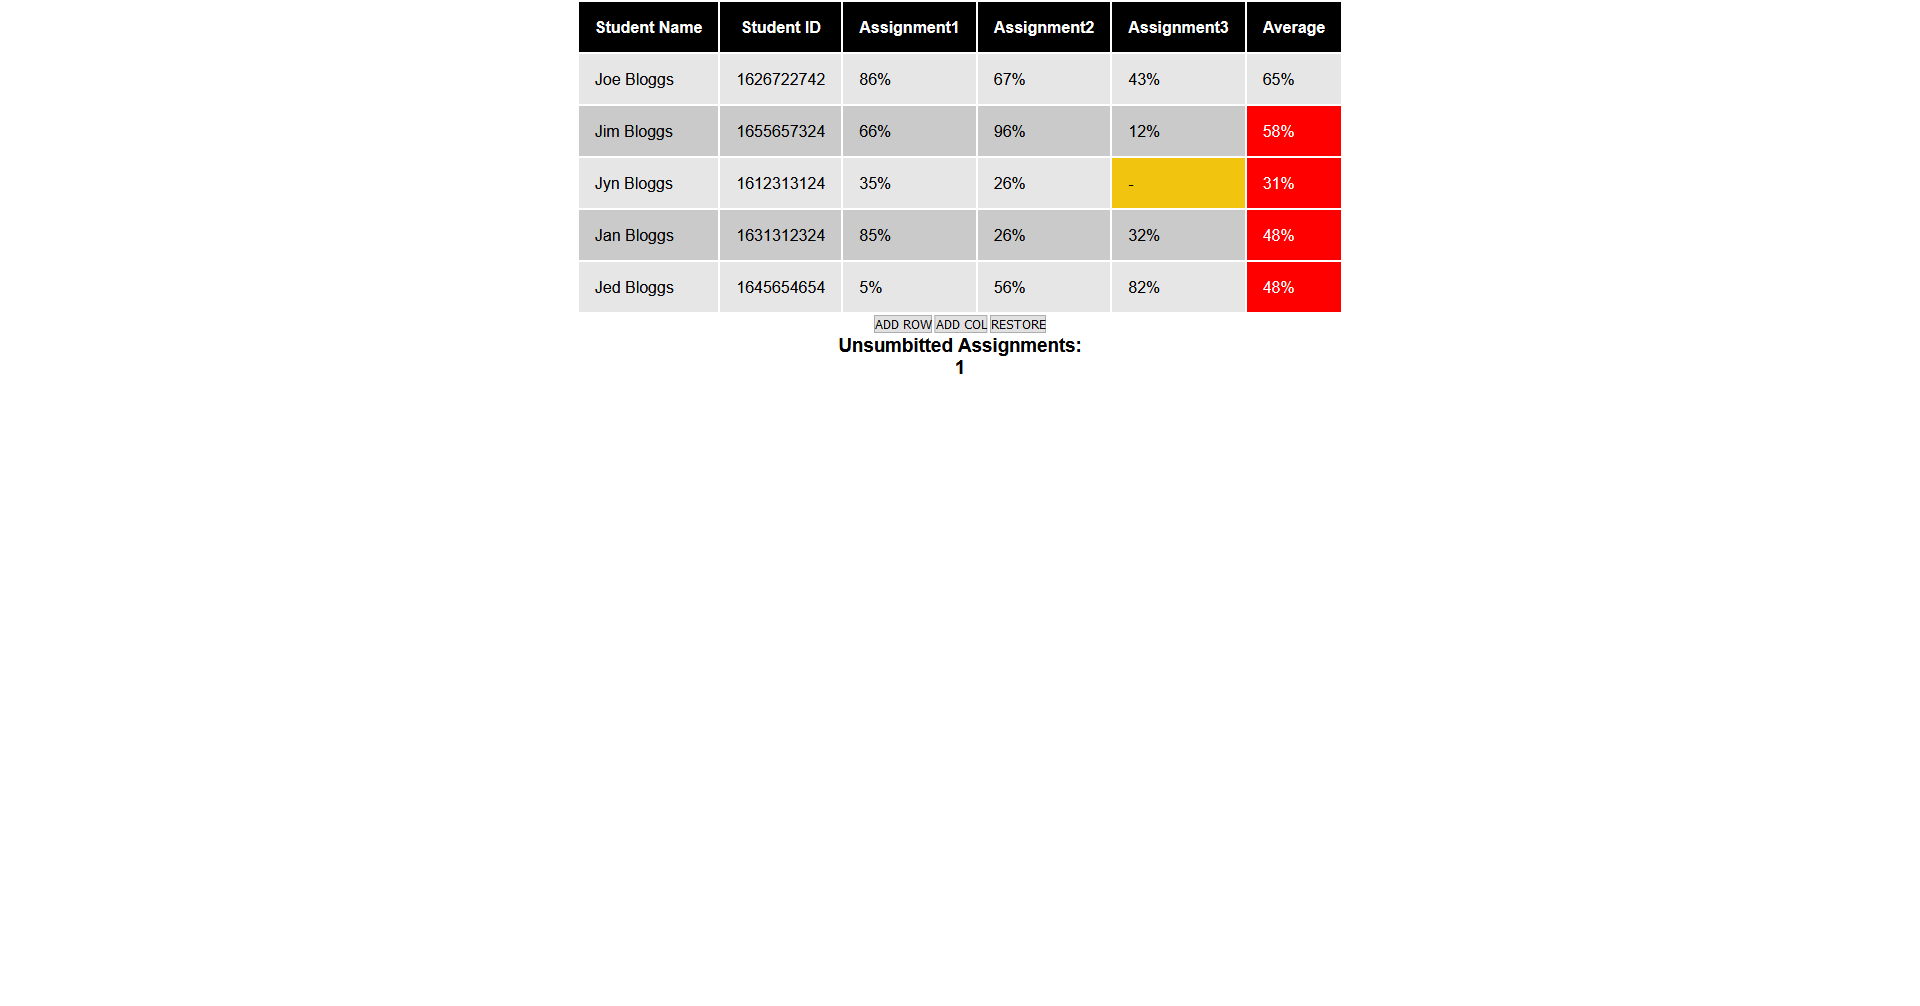 Student Name Student ID Assignment1 Assignment2 Assignment3 Average
Joe Bloggs 1626722742 86% 67% 43% 65%
Jim Bloggs 1655657324 66% 96% 12% 58%
Jyn Bloggs 1612313124 35% 26% - 31%
Jan Bloggs 1631312324 85% 26% 32% 48%
Jed Bloggs 1645654654 5% 56% 82% 48%
ADD ROW ADD COL RESTORE
Unsumbitted Assignments:
1